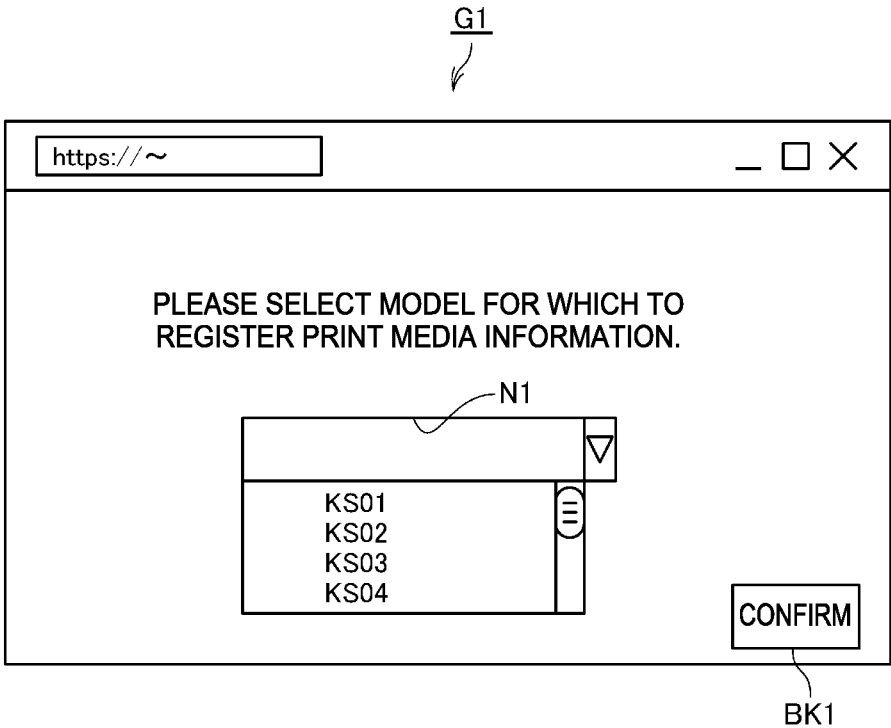 G1
https://～
PLEASE SELECT MODEL FOR WHICH TO
REGISTER PRINT MEDIA INFORMATION.
N1
KS01
KS02
KS03
KS04
CONFIRM
BK1